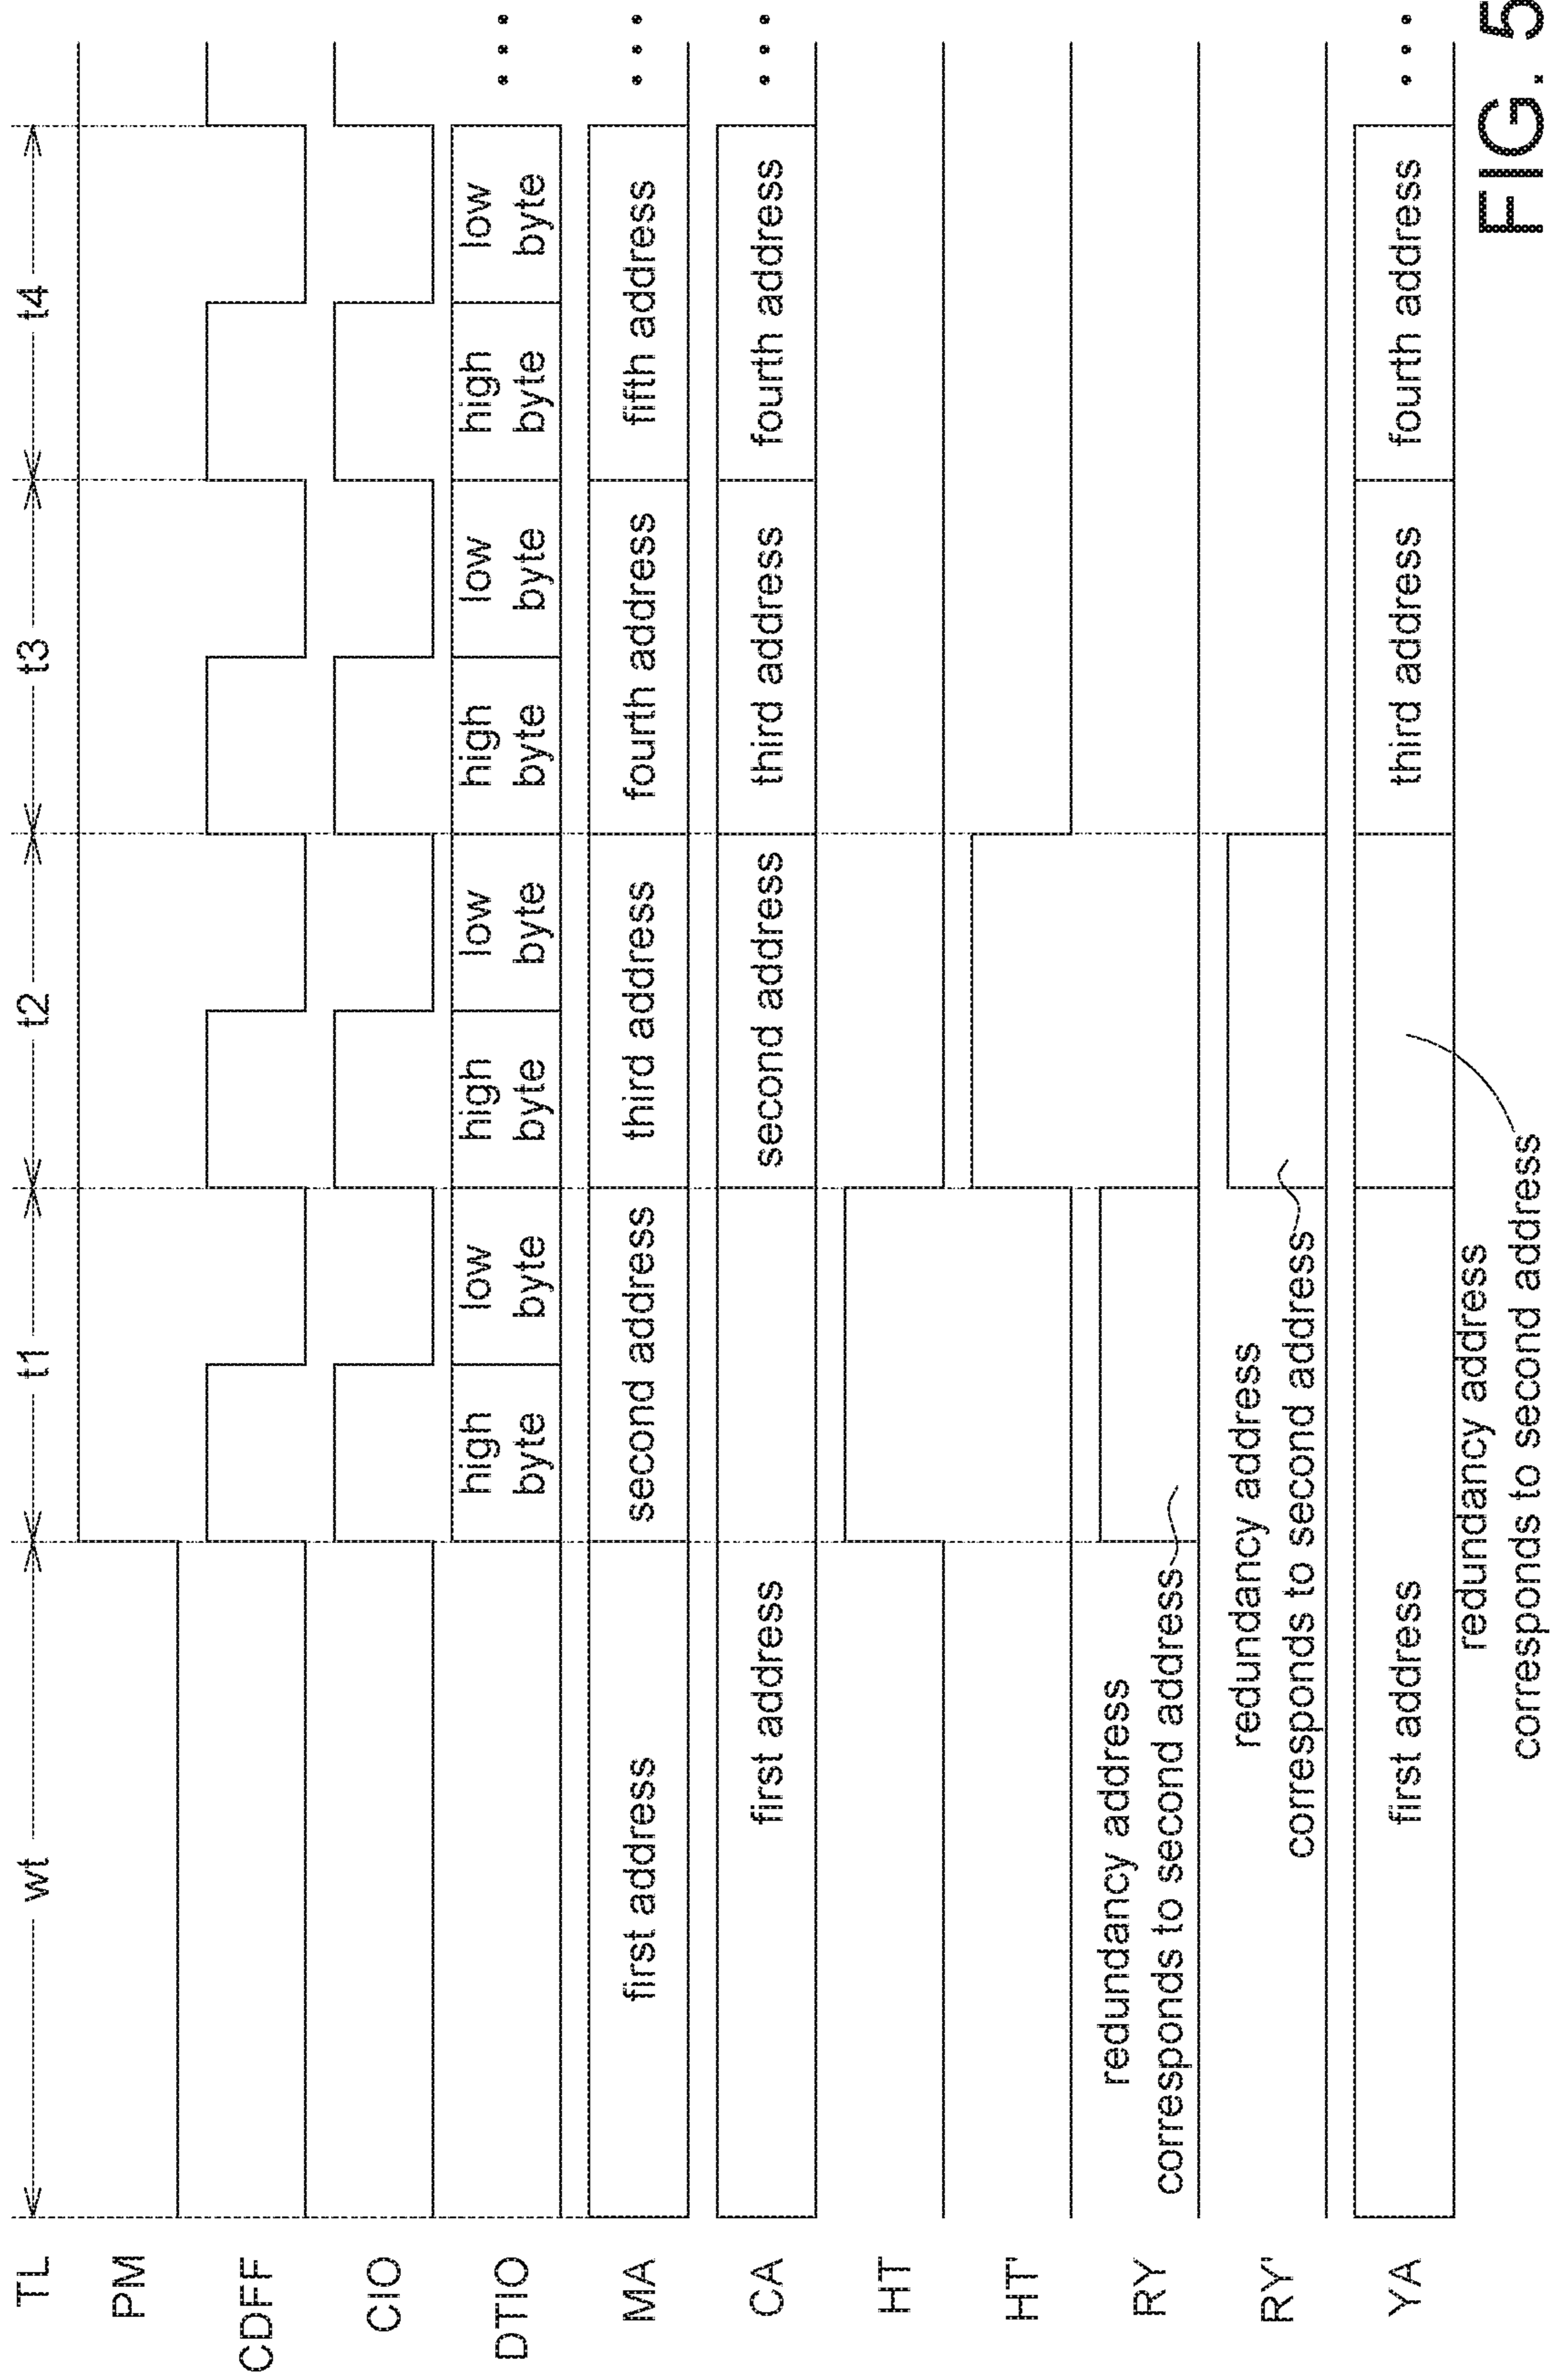 TL wt t1 t2 t3 t4
PM
CDFF
CIO
DTIO high byte low byte high byte low byte high byte low byte high byte low byte
MA first address second address third address fourth address fifth address
CA first address second address third address fourth address
HT
HT'
RY
redundancy address
corresponds to second address
RY'
redundancy address
corresponds to second address
YA first address third address fourth address
redundancy address
corresponds to second address
FIG. 5